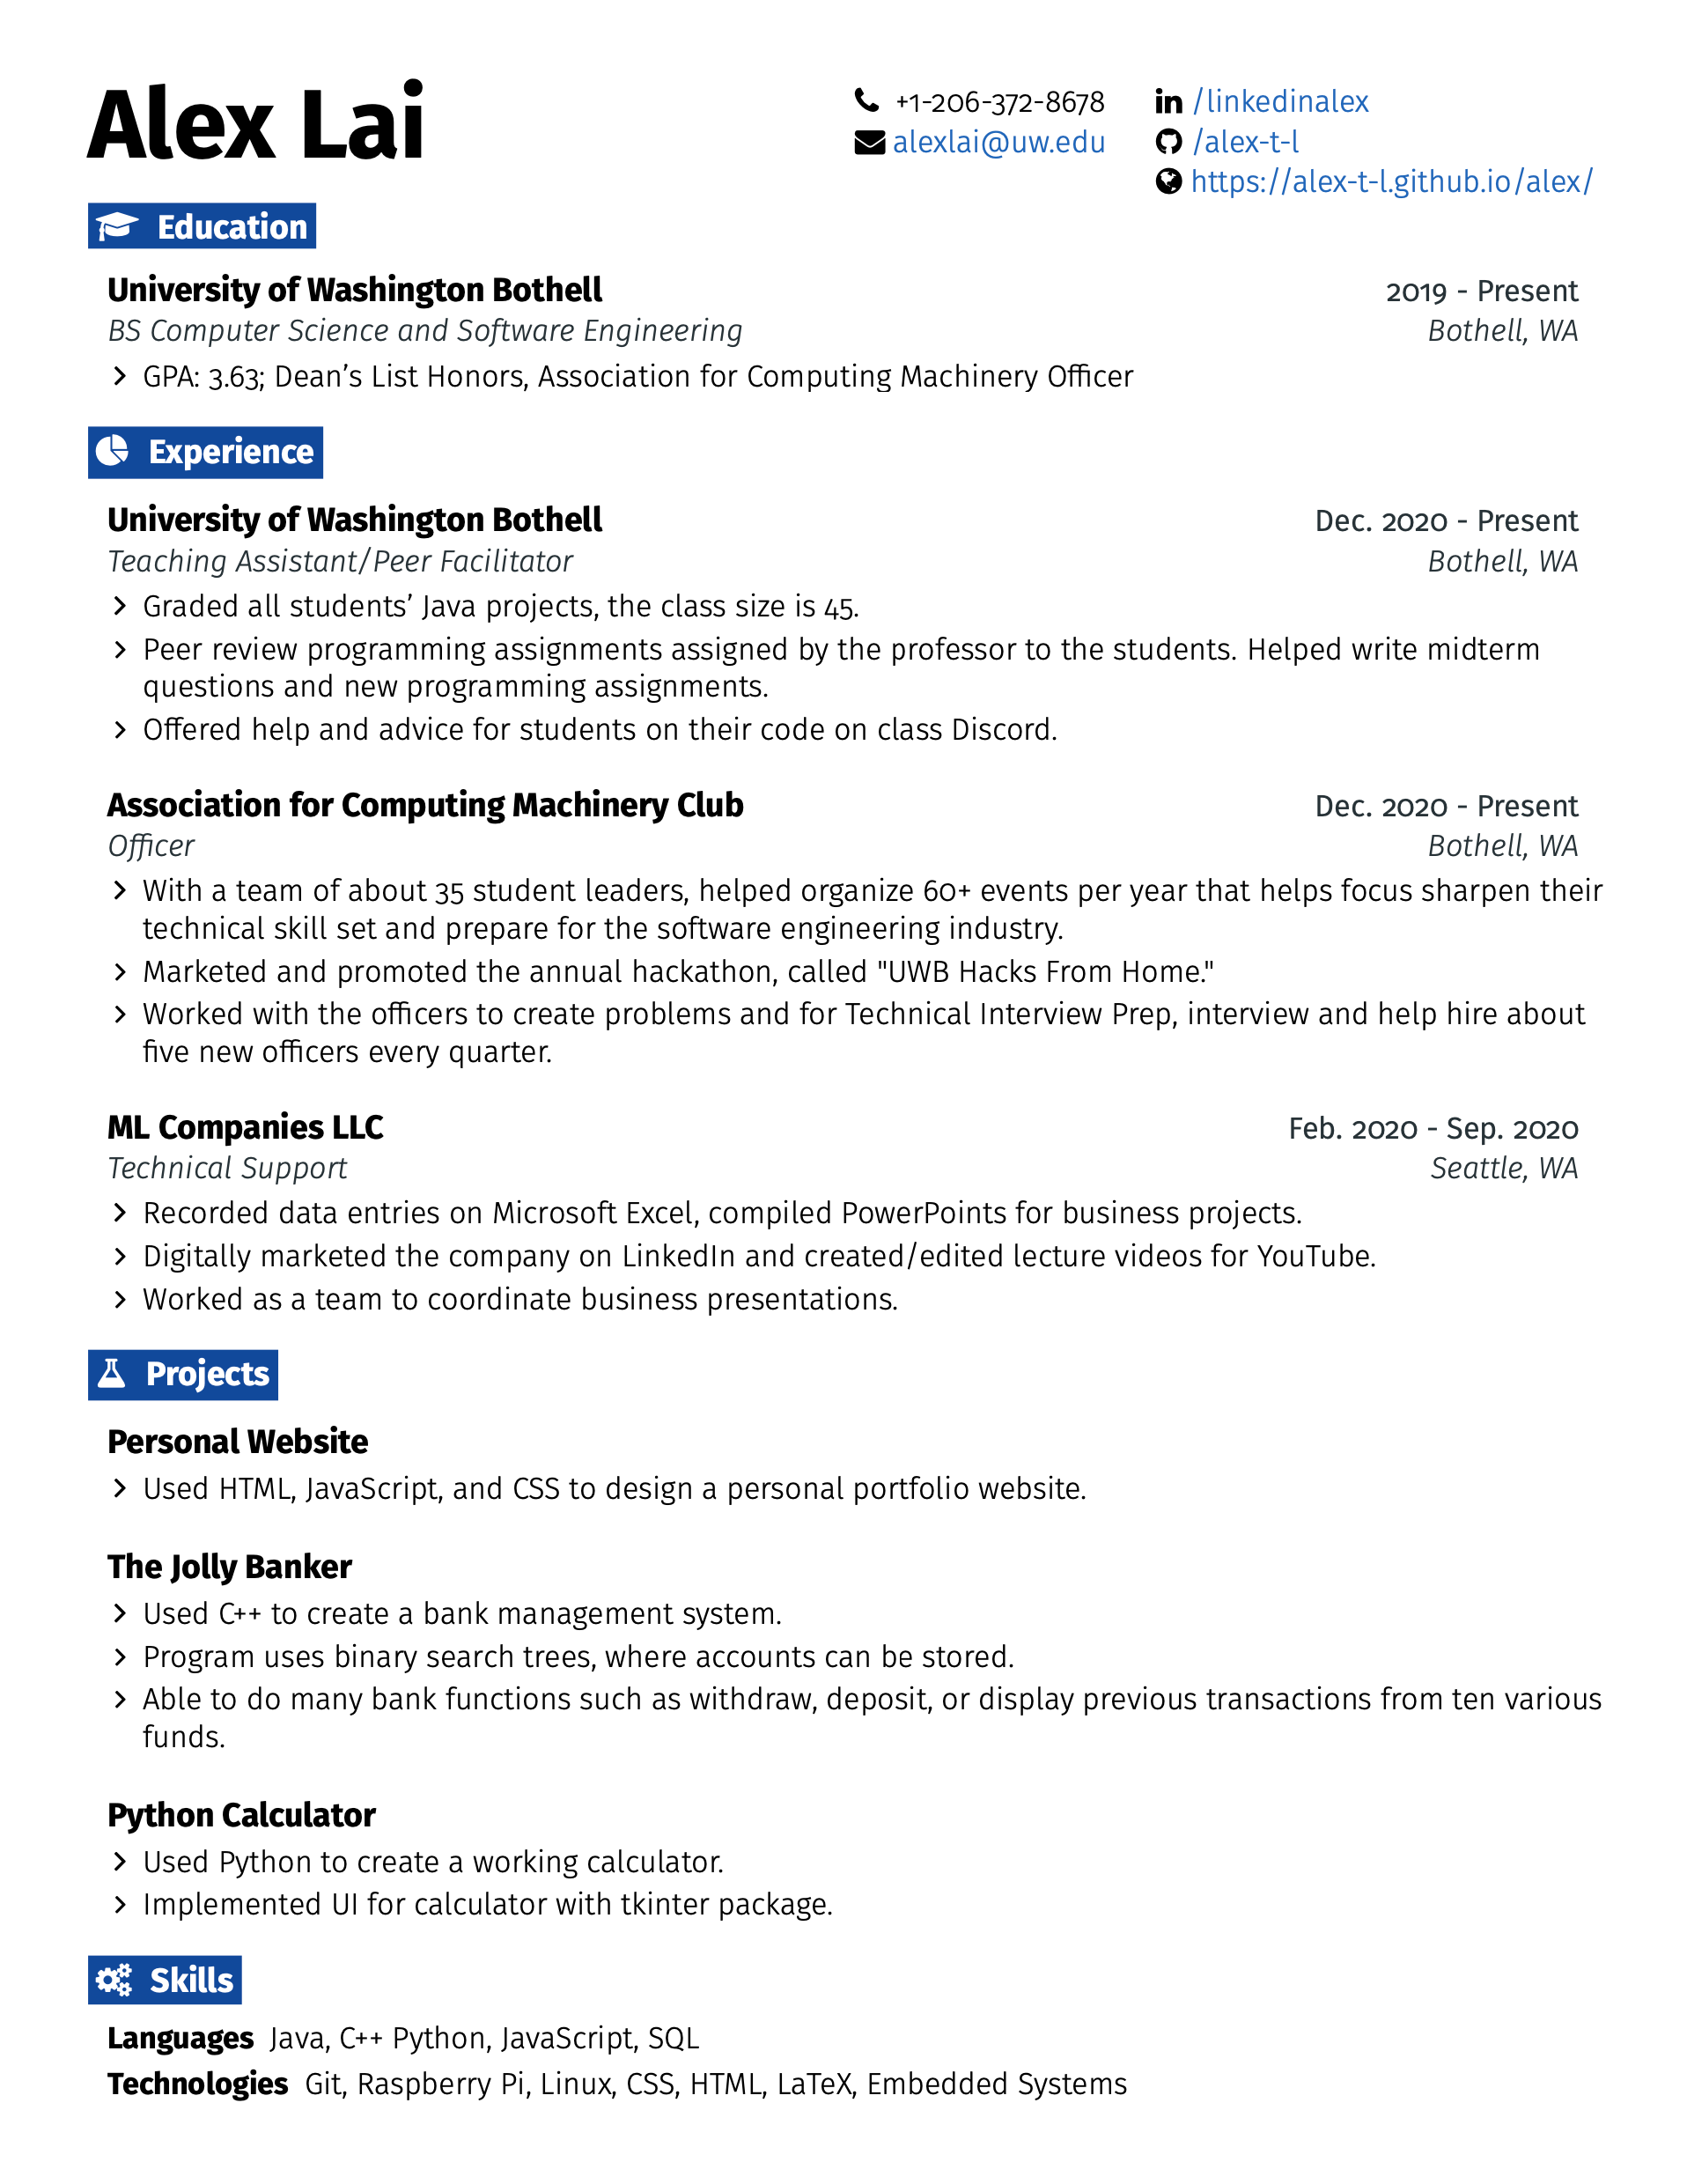 Alex Lai
+1-206-372-8678
alexlai@uw.edu
/linkedinalex
/alex-t-l
https://alex-t-l.github.io/alex/
Education
University of Washington Bothell 2019 - Present
BS Computer Science and Software Engineering Bothell, WA
GPA: 3.63; Dean’s List Honors, Association for Computing Machinery Officer
Experience
University of Washington Bothell Dec. 2020 - Present
Teaching Assistant/Peer Facilitator Bothell, WA
Graded all students’ Java projects, the class size is 45.
Peer review programming assignments assigned by the professor to the students. Helped write midterm
questions and new programming assignments.
Offered help and advice for students on their code on class Discord.
Association for Computing Machinery Club Dec. 2020 - Present
Officer Bothell, WA
With a team of about 35 student leaders, helped organize 60+ events per year that helps focus sharpen their
technical skill set and prepare for the software engineering industry.
Marketed and promoted the annual hackathon, called "UWB Hacks From Home."
Worked with the officers to create problems and for Technical Interview Prep, interview and help hire about
five new officers every quarter.
ML Companies LLC Feb. 2020 - Sep. 2020
Technical Support Seattle, WA
Recorded data entries on Microsoft Excel, compiled PowerPoints for business projects.
Digitally marketed the company on LinkedIn and created/edited lecture videos for YouTube.
Worked as a team to coordinate business presentations.
Projects
Personal Website
Used HTML, JavaScript, and CSS to design a personal portfolio website.
The Jolly Banker
Used C++ to create a bank management system.
Program uses binary search trees, where accounts can be stored.
Able to do many bank functions such as withdraw, deposit, or display previous transactions from ten various
funds.
Python Calculator
Used Python to create a working calculator.
Implemented UI for calculator with tkinter package.
Skills
Languages Java, C++ Python, JavaScript, SQL
Technologies Git, Raspberry Pi, Linux, CSS, HTML, LaTeX, Embedded Systems